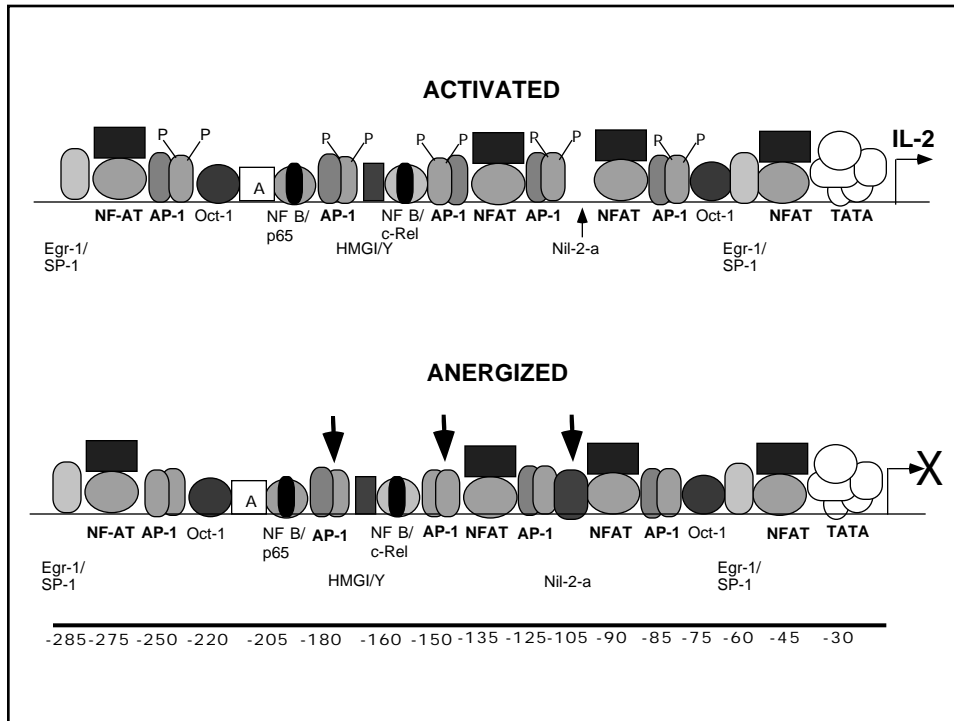 ACTIVATED
P P P P P P R P R P
IL-2
A
NF-AT AP-1 Oct-1 NF B/ p65 AP-1 NF B/ c-Rel AP-1 NFAT AP-1 NFAT AP-1 Oct-1 NFAT TATA
Egr-1/ SP-1 HMGI/Y Nil-2-a Egr-1/ SP-1
ANERGIZED
X
A
NF-AT AP-1 Oct-1 NF B/ p65 AP-1 NF B/ c-Rel AP-1 NFAT AP-1 NFAT AP-1 Oct-1 NFAT TATA
Egr-1/ SP-1 HMGI/Y Nil-2-a Egr-1/ SP-1
-285 -275 -250 -220 -205 -180 -160 -150 -135 -125 -105 -90 -85 -75 -60 -45 -30